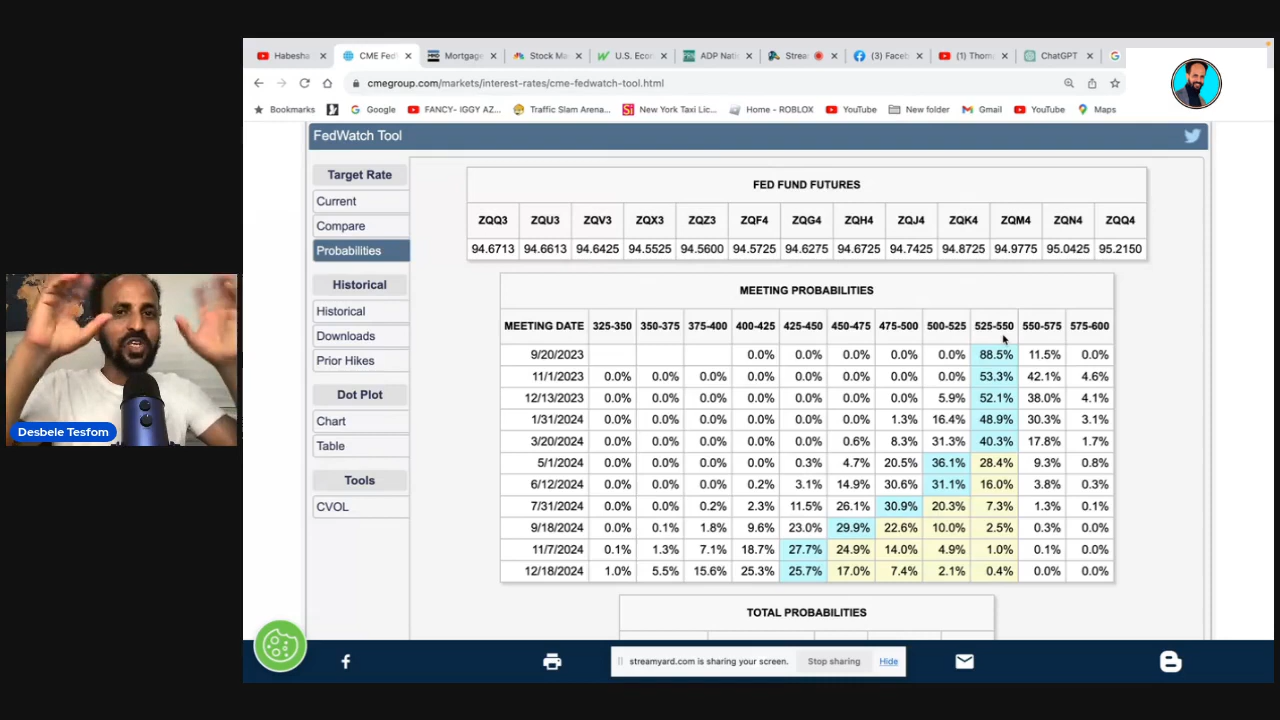 Habesha
CME Fed
Mortgage
Stock Ma
U.S. Eco
ADP Nati
Strea
(3) Faceb
(1) Thom
ChatGPT
cmegroup.com/markets/interest-rates/cme-fedwatch-tool.html
Bookmarks
Google
FANCY- IGGY AZ...
Traffic Slam Arena...
New York Taxi Lic...
Home - ROBLOX
YouTube
New folder
Gmail
YouTube
Maps
FedWatch Tool
Target Rate
Current
Compare
Probabilities
Historical
Historical
Downloads
Prior Hikes
Dot Plot
Chart
Table
Tools
CVOL
FED FUND FUTURES
ZQQ3 ZQU3 ZQV3 ZQX3 ZQZ3 ZQF4 ZQG4 ZQH4 ZQJ4 ZQK4 ZQM4 ZQN4 ZQQ4
94.6713 94.6613 94.6425 94.5525 94.5600 94.5725 94.6275 94.6725 94.7425 94.8725 94.9775 95.0425 95.2150
MEETING PROBABILITIES
MEETING DATE 325-350 350-375 375-400 400-425 425-450 450-475 475-500 500-525 525-550 550-575 575-600
9/20/2023 0.0% 0.0% 0.0% 0.0% 0.0% 88.5% 11.5% 0.0%
11/1/2023 0.0% 0.0% 0.0% 0.0% 0.0% 0.0% 0.0% 0.0% 53.3% 42.1% 4.6%
12/13/2023 0.0% 0.0% 0.0% 0.0% 0.0% 0.0% 0.0% 5.9% 52.1% 38.0% 4.1%
1/31/2024 0.0% 0.0% 0.0% 0.0% 0.0% 0.0% 1.3% 16.4% 48.9% 30.3% 3.1%
3/20/2024 0.0% 0.0% 0.0% 0.0% 0.0% 0.6% 8.3% 31.3% 40.3% 17.8% 1.7%
5/1/2024 0.0% 0.0% 0.0% 0.0% 0.3% 4.7% 20.5% 36.1% 28.4% 9.3% 0.8%
6/12/2024 0.0% 0.0% 0.0% 0.2% 3.1% 14.9% 30.6% 31.1% 16.0% 3.8% 0.3%
7/31/2024 0.0% 0.0% 0.2% 2.3% 11.5% 26.1% 30.9% 20.3% 7.3% 1.3% 0.1%
9/18/2024 0.0% 0.1% 1.8% 9.6% 23.0% 29.9% 22.6% 10.0% 2.5% 0.3% 0.0%
11/7/2024 0.1% 1.3% 7.1% 18.7% 27.7% 24.9% 14.0% 4.9% 1.0% 0.1% 0.0%
12/18/2024 1.0% 5.5% 15.6% 25.3% 25.7% 17.0% 7.4% 2.1% 0.4% 0.0% 0.0%
TOTAL PROBABILITIES
streamyard.com is sharing your screen.
Stop sharing
Hide
Desbele Tesfom